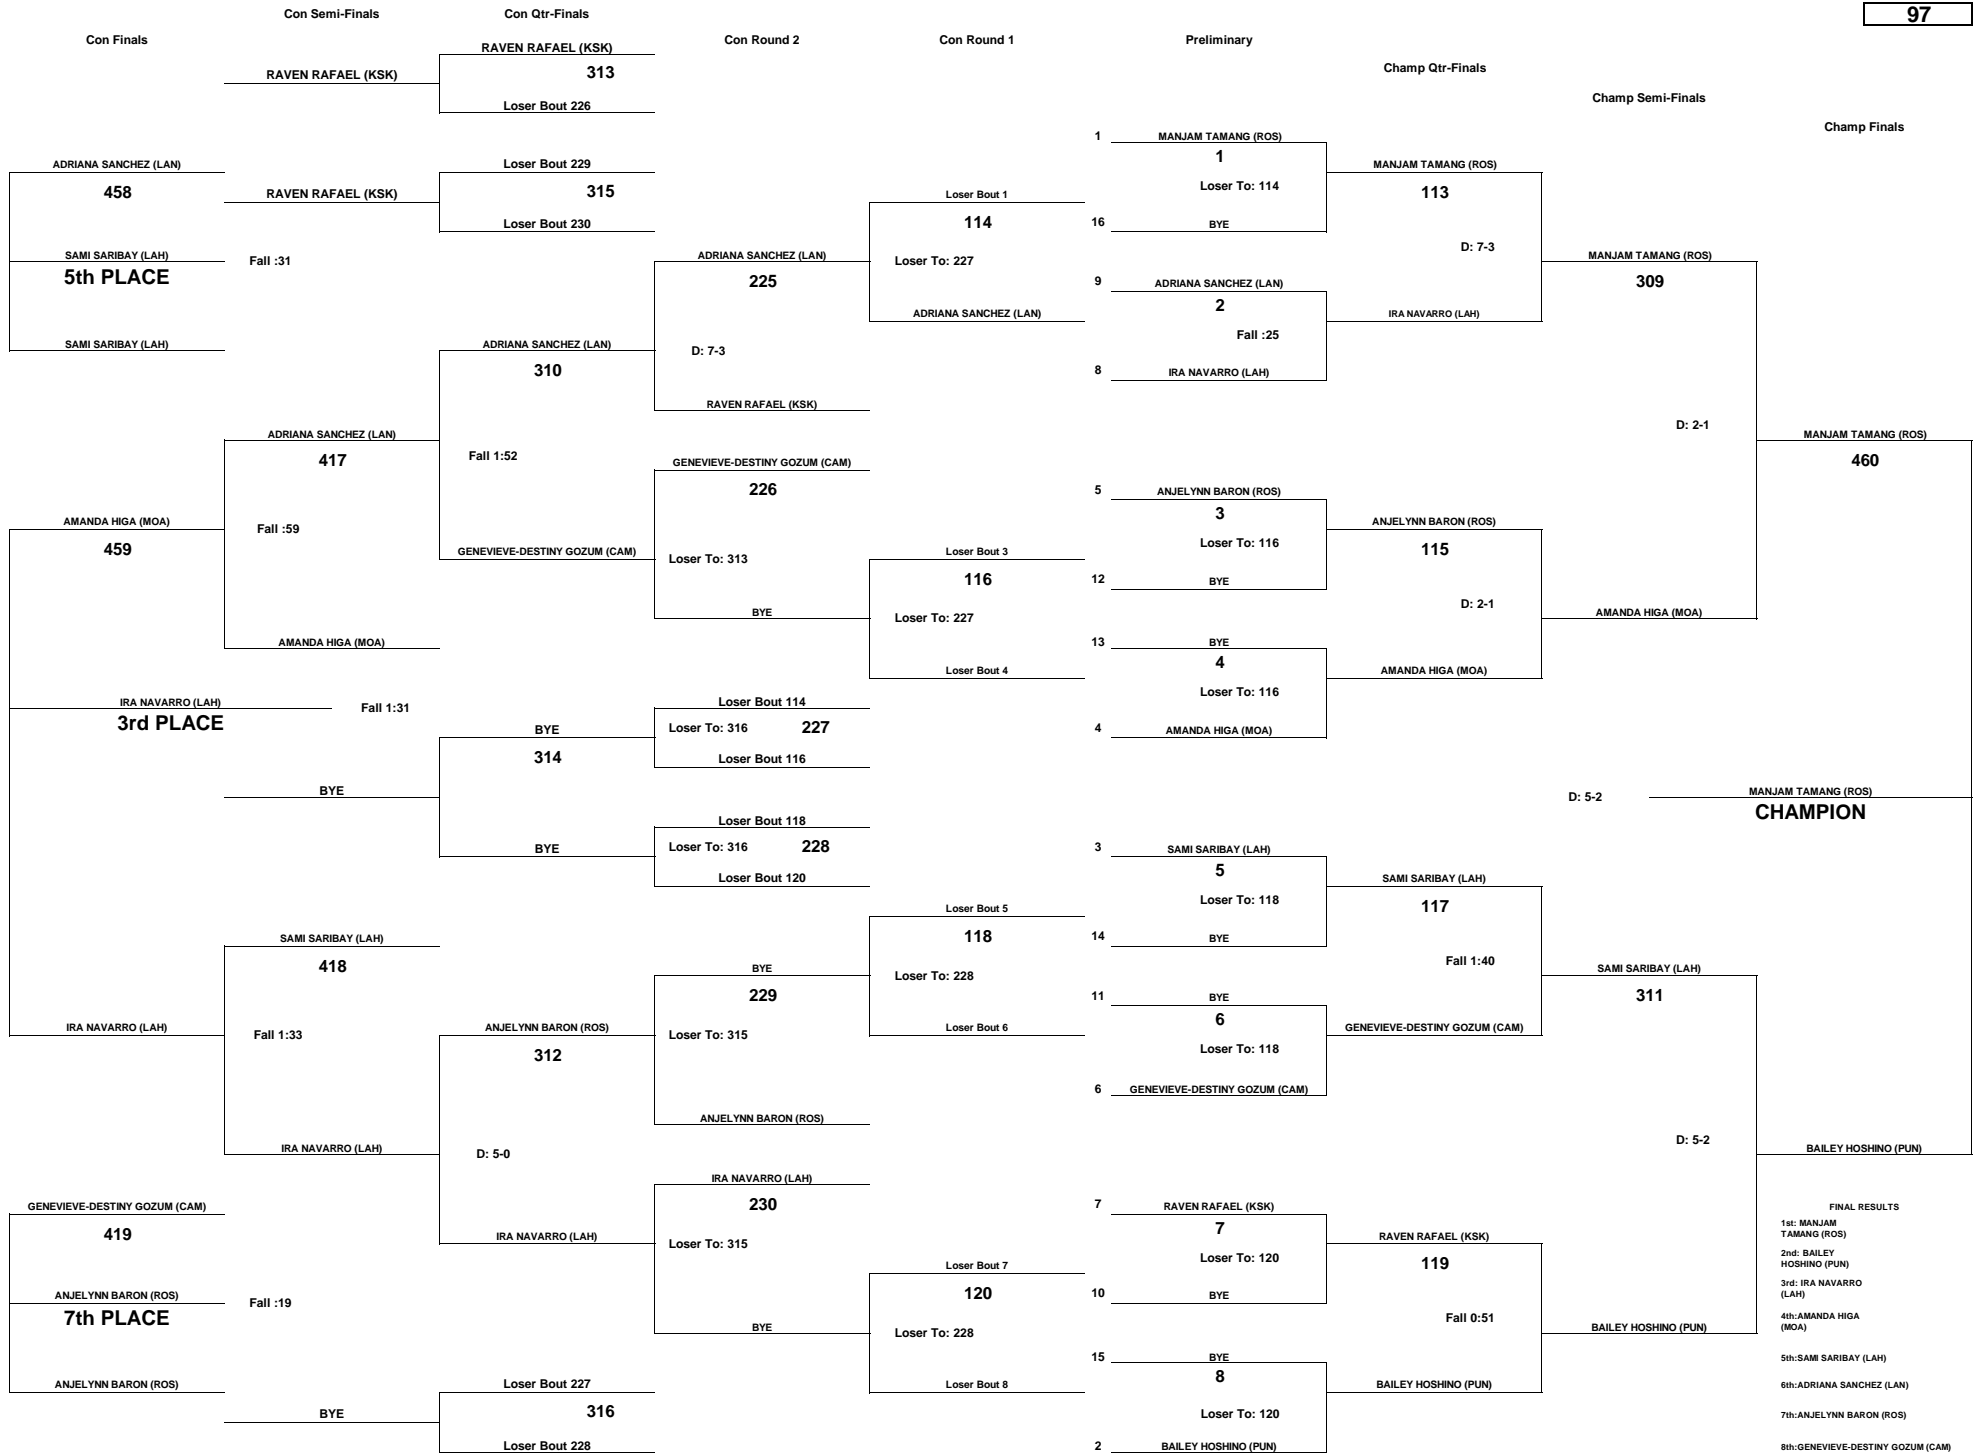 97
Con Semi-Finals
Con Qtr-Finals
Con Finals
Con Round 2
Con Round 1
Preliminary
Champ Qtr-Finals
Champ Semi-Finals
Champ Finals
RAVEN RAFAEL (KSK)
313
RAVEN RAFAEL (KSK)
Loser Bout 226
ADRIANA SANCHEZ (LAN)
458
SAMI SARIBAY (LAH)
5th PLACE
Fall :31
SAMI SARIBAY (LAH)
RAVEN RAFAEL (KSK)
Loser Bout 229
315
Loser Bout 230
ADRIANA SANCHEZ (LAN)
417
Fall :59
AMANDA HIGA (MOA)
AMANDA HIGA (MOA)
459
IRA NAVARRO (LAH)
3rd PLACE
Fall 1:31
ADRIANA SANCHEZ (LAN)
310
Fall 1:52
GENEVIEVE-DESTINY GOZUM (CAM)
ADRIANA SANCHEZ (LAN)
225
D: 7-3
RAVEN RAFAEL (KSK)
GENEVIEVE-DESTINY GOZUM (CAM)
226
Loser To: 313
BYE
Loser Bout 1
114
Loser To: 227
ADRIANA SANCHEZ (LAN)
Loser Bout 3
116
Loser To: 227
Loser Bout 4
Loser Bout 114
Loser To: 316
227
Loser Bout 116
BYE
314
BYE
BYE
Loser Bout 118
Loser To: 316
228
Loser Bout 120
SAMI SARIBAY (LAH)
418
Fall 1:33
IRA NAVARRO (LAH)
IRA NAVARRO (LAH)
ANJELYNN BARON (ROS)
312
D: 5-0
IRA NAVARRO (LAH)
BYE
229
Loser To: 315
ANJELYNN BARON (ROS)
IRA NAVARRO (LAH)
230
Loser To: 315
BYE
Loser Bout 5
118
Loser To: 228
Loser Bout 6
Loser Bout 7
120
Loser To: 228
Loser Bout 8
GENEVIEVE-DESTINY GOZUM (CAM)
419
ANJELYNN BARON (ROS)
7th PLACE
Fall :19
ANJELYNN BARON (ROS)
BYE
Loser Bout 227
316
Loser Bout 228
1 MANJAM TAMANG (ROS)
1
Loser To: 114
16 BYE
9 ADRIANA SANCHEZ (LAN)
2
Fall :25
8 IRA NAVARRO (LAH)
5 ANJELYNN BARON (ROS)
3
Loser To: 116
12 BYE
13 BYE
4
Loser To: 116
4 AMANDA HIGA (MOA)
3 SAMI SARIBAY (LAH)
5
Loser To: 118
14 BYE
11 BYE
6
Loser To: 118
6 GENEVIEVE-DESTINY GOZUM (CAM)
7 RAVEN RAFAEL (KSK)
7
Loser To: 120
10 BYE
15 BYE
8
Loser To: 120
2 BAILEY HOSHINO (PUN)
MANJAM TAMANG (ROS)
113
D: 7-3
IRA NAVARRO (LAH)
ANJELYNN BARON (ROS)
115
D: 2-1
AMANDA HIGA (MOA)
SAMI SARIBAY (LAH)
117
Fall 1:40
GENEVIEVE-DESTINY GOZUM (CAM)
RAVEN RAFAEL (KSK)
119
Fall 0:51
BAILEY HOSHINO (PUN)
MANJAM TAMANG (ROS)
309
D: 2-1
AMANDA HIGA (MOA)
SAMI SARIBAY (LAH)
311
D: 5-2
BAILEY HOSHINO (PUN)
MANJAM TAMANG (ROS)
460
D: 5-2
MANJAM TAMANG (ROS)
CHAMPION
BAILEY HOSHINO (PUN)
FINAL RESULTS
1st: MANJAM
TAMANG (ROS)
2nd: BAILEY
HOSHINO (PUN)
3rd: IRA NAVARRO
(LAH)
4th:AMANDA HIGA
(MOA)
5th:SAMI SARIBAY (LAH)
6th:ADRIANA SANCHEZ (LAN)
7th:ANJELYNN BARON (ROS)
8th:GENEVIEVE-DESTINY GOZUM (CAM)